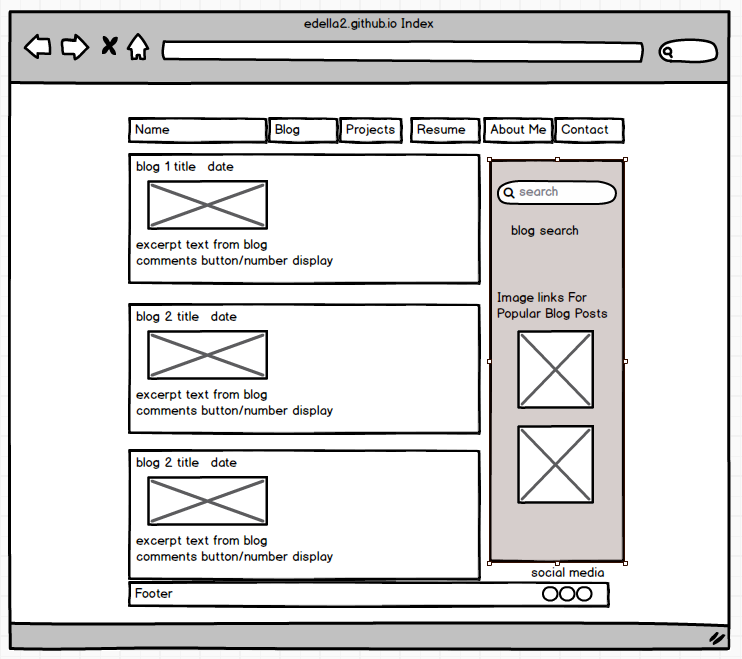 edella2.github.io Index
Name Blog Projects Resume About Me Contact
blog 1 title date
excerpt text from blog
comments button/number display
blog 2 title date
excerpt text from blog
comments button/number display
blog 2 title date
excerpt text from blog
comments button/number display
search
blog search
Image links For
Popular Blog Posts
social media
Footer